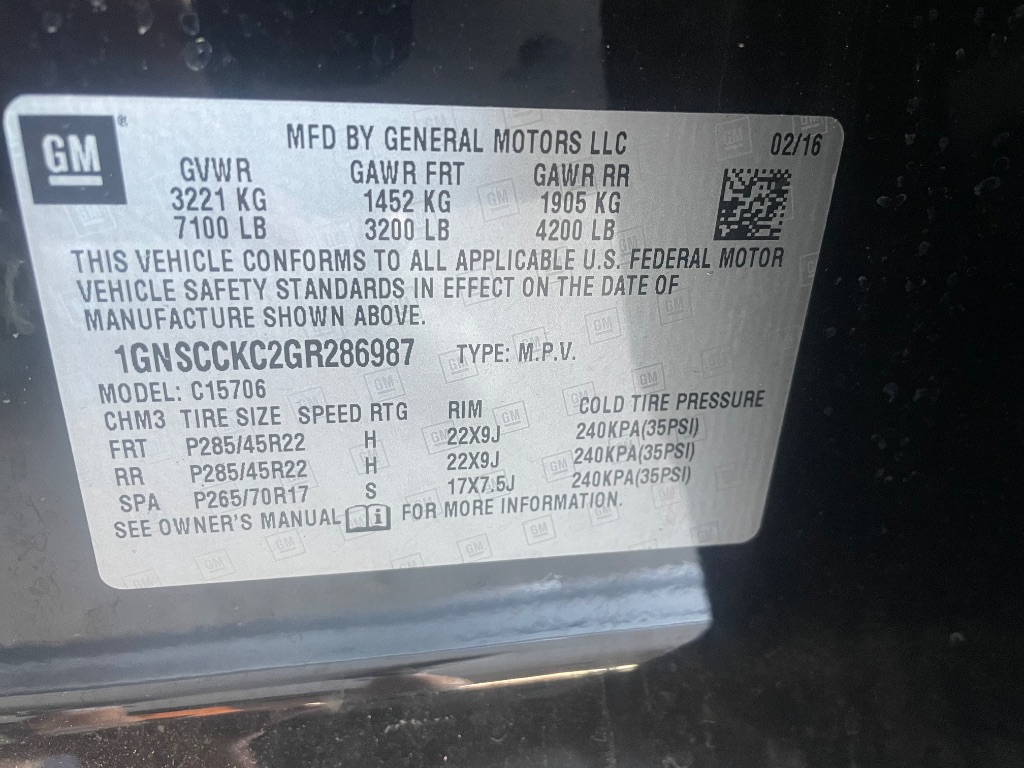 GM
MFD BY GENERAL MOTORS LLC 02/16
GVWR GAWR FRT GAWR RR
3221 KG 1452 KG 1905 KG
7100 LB 3200 LB 4200 LB
THIS VEHICLE CONFORMS TO ALL APPLICABLE U.S. FEDERAL MOTOR
VEHICLE SAFETY STANDARDS IN EFFECT ON THE DATE OF
MANUFACTURE SHOWN ABOVE.
1GNSCCKC2GR286987 TYPE: M.P.V.
MODEL: C15706
CHM3 TIRE SIZE SPEED RTG RIM COLD TIRE PRESSURE
FRT P285/45R22 H 22X9J 240KPA(35PSI)
RR P285/45R22 H 22X9J 240KPA(35PSI)
SPA P265/70R17 S 17X7.5J 240KPA(35PSI)
SEE OWNER'S MANUAL FOR MORE INFORMATION.